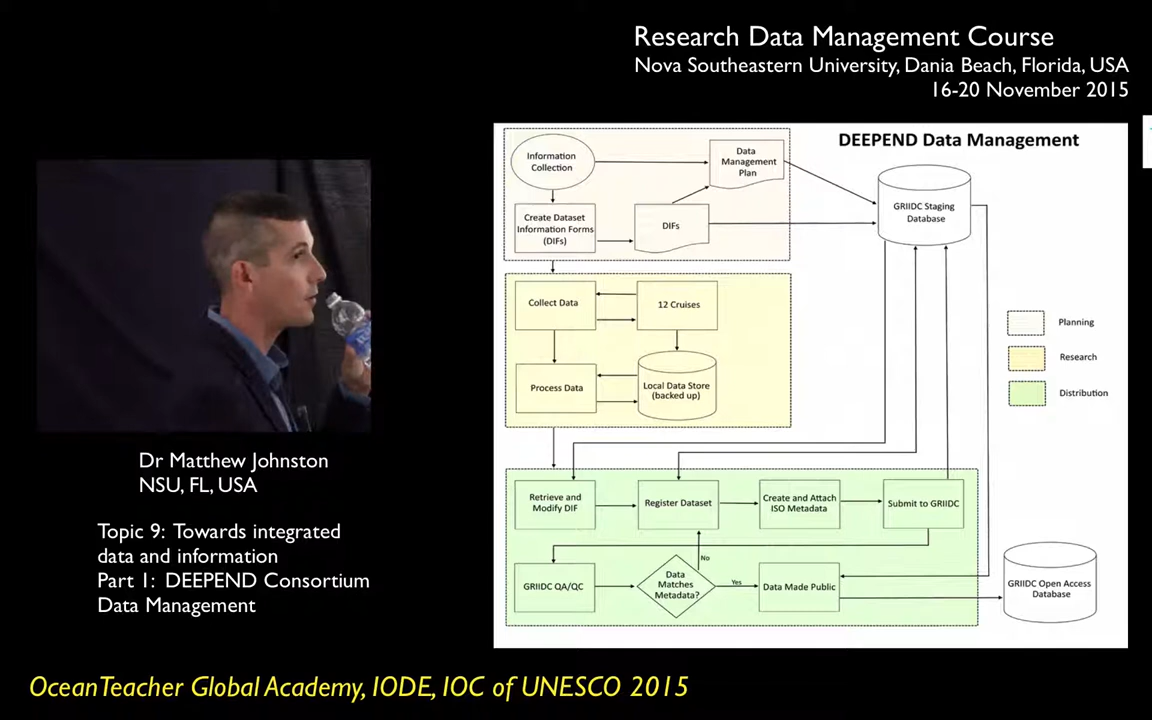 Research Data Management Course
Nova Southeastern University, Dania Beach, Florida, USA
16-20 November 2015
DEEPEND Data Management
Information
Collection
Data
Management
Plan
Create Dataset
Information Forms
(DIFs)
DIFs
GRIIDC Staging
Database
Collect Data
12 Cruises
Process Data
Local Data Store
(backed up)
Planning
Research
Distribution
Retrieve and
Modify DIF
Register Dataset
Create and Attach
ISO Metadata
Submit to GRIIDC
GRIIDC QA/QC
Data
Matches
Metadata?
No
Yes
Data Made Public
GRIIDC Open Access
Database
Dr Matthew Johnston
NSU, FL, USA
Topic 9: Towards integrated
data and information
Part 1: DEEPEND Consortium
Data Management
OceanTeacher Global Academy, IODE, IOC of UNESCO 2015